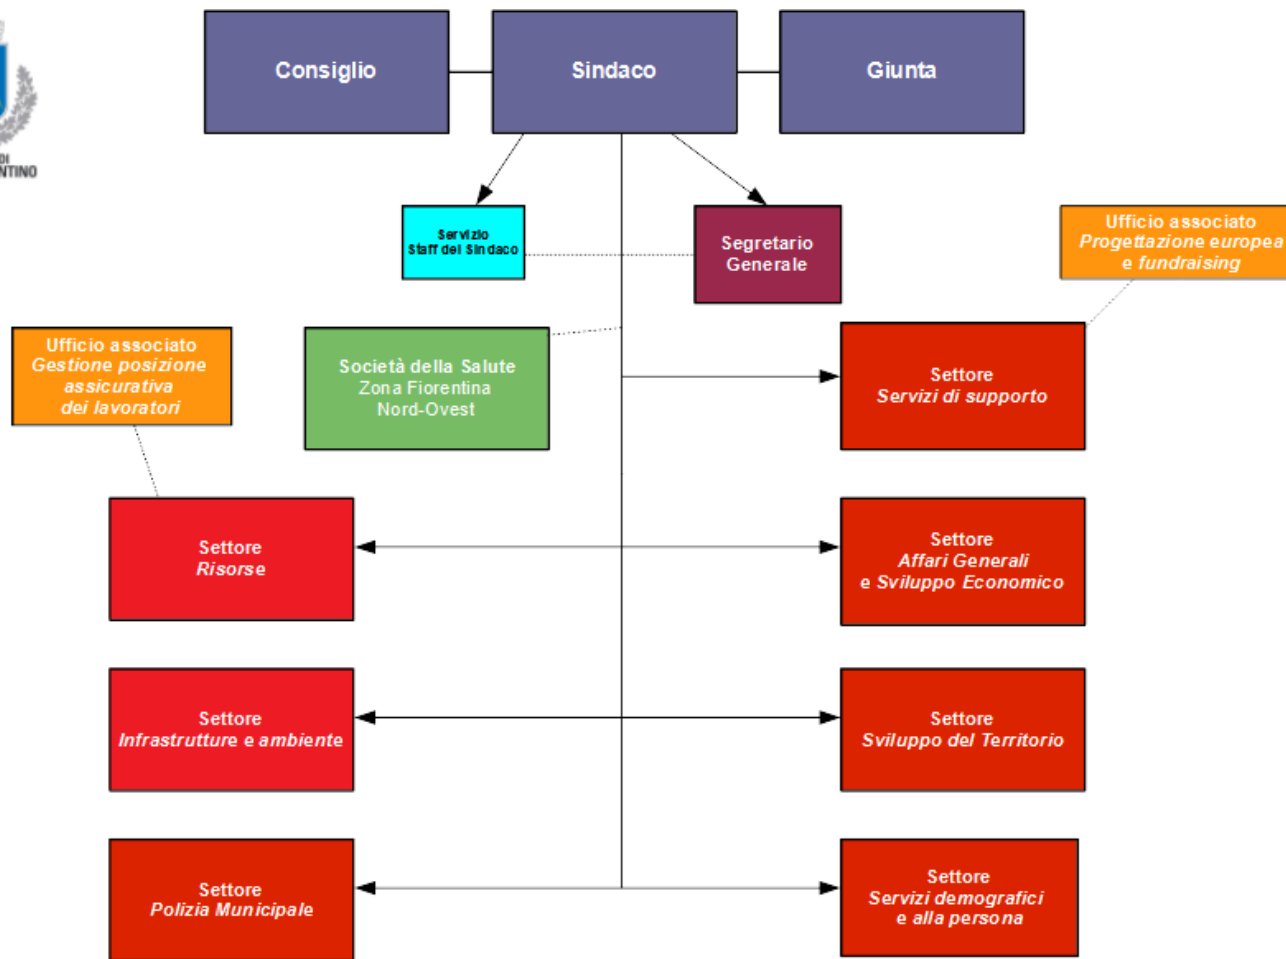 Consiglio
Sindaco
Giunta
DI
NTINO
Servizio
Staff del Sindaco
Segretario
Generale
Ufficio associato
Progettazione europea
e fundraising
Ufficio associato
Gestione posizione
assicurativa
dei lavoratori
Società della Salute
Zona Fiorentina
Nord-Ovest
Settore
Servizi di supporto
Settore
Risorse
Settore
Affari Generali
e Sviluppo Economico
Settore
Infrastrutture e ambiente
Settore
Sviluppo del Territorio
Settore
Polizia Municipale
Settore
Servizi demografici
e alla persona